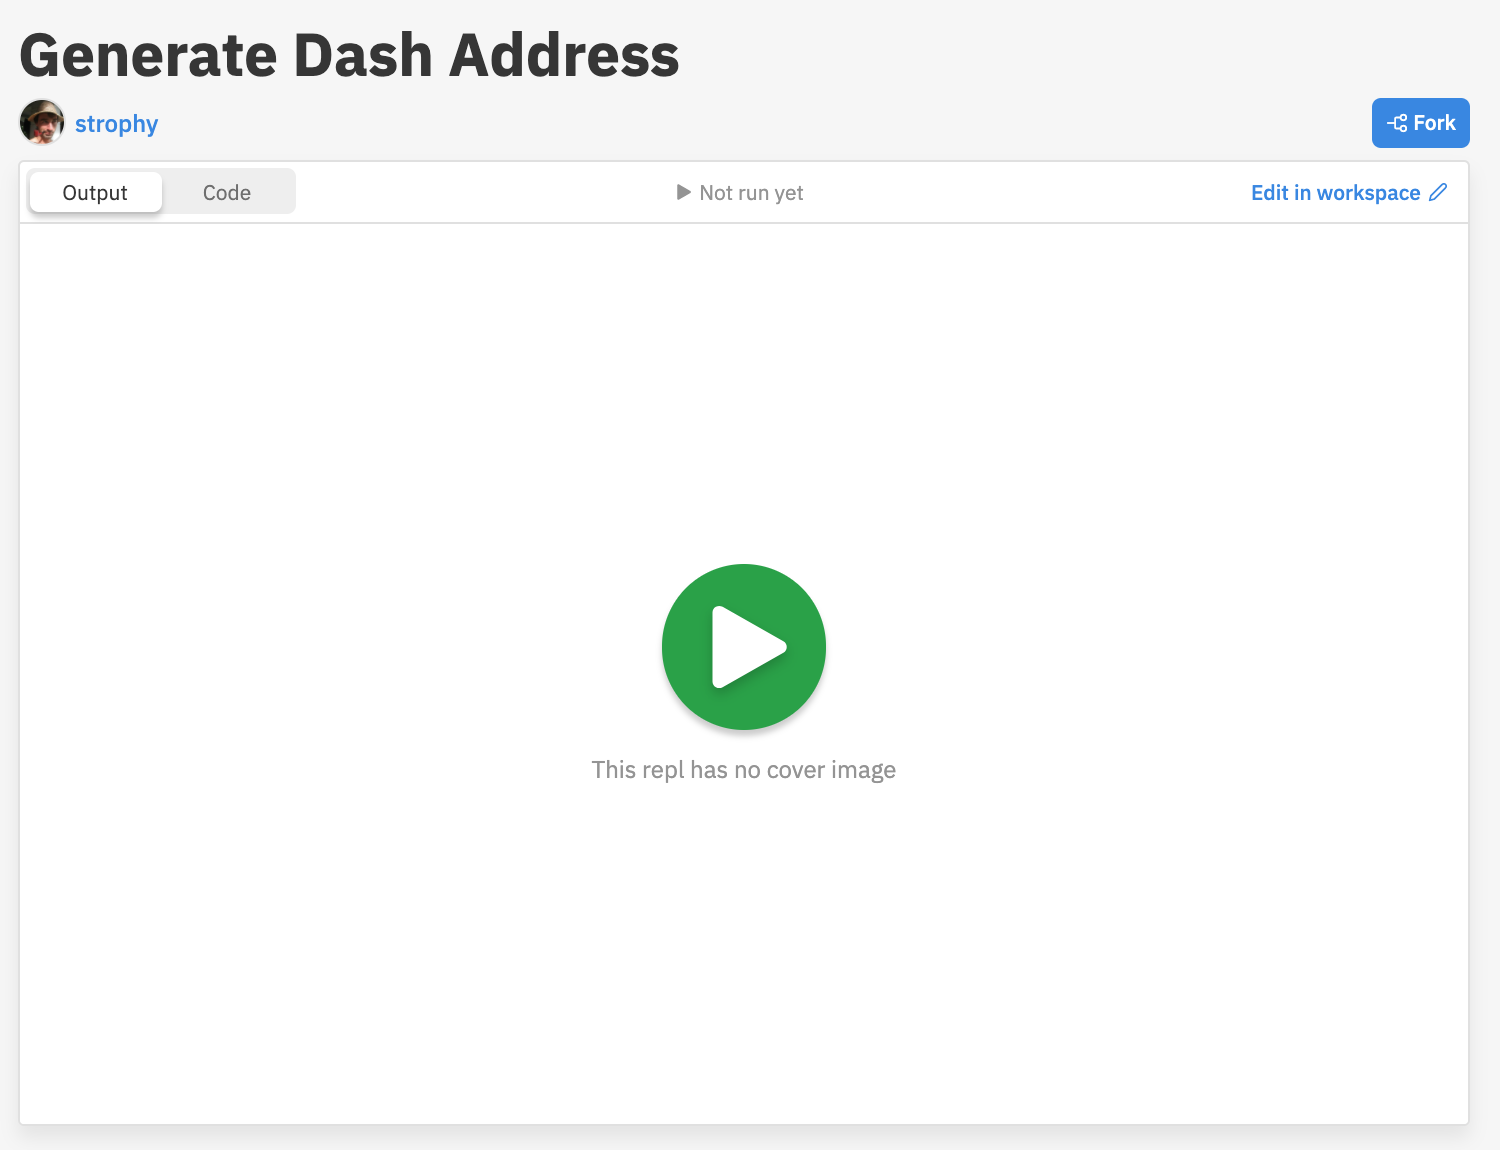 Generate Dash Address
strophy
Fork
Output
Code
Not run yet
Edit in workspace
This repl has no cover image